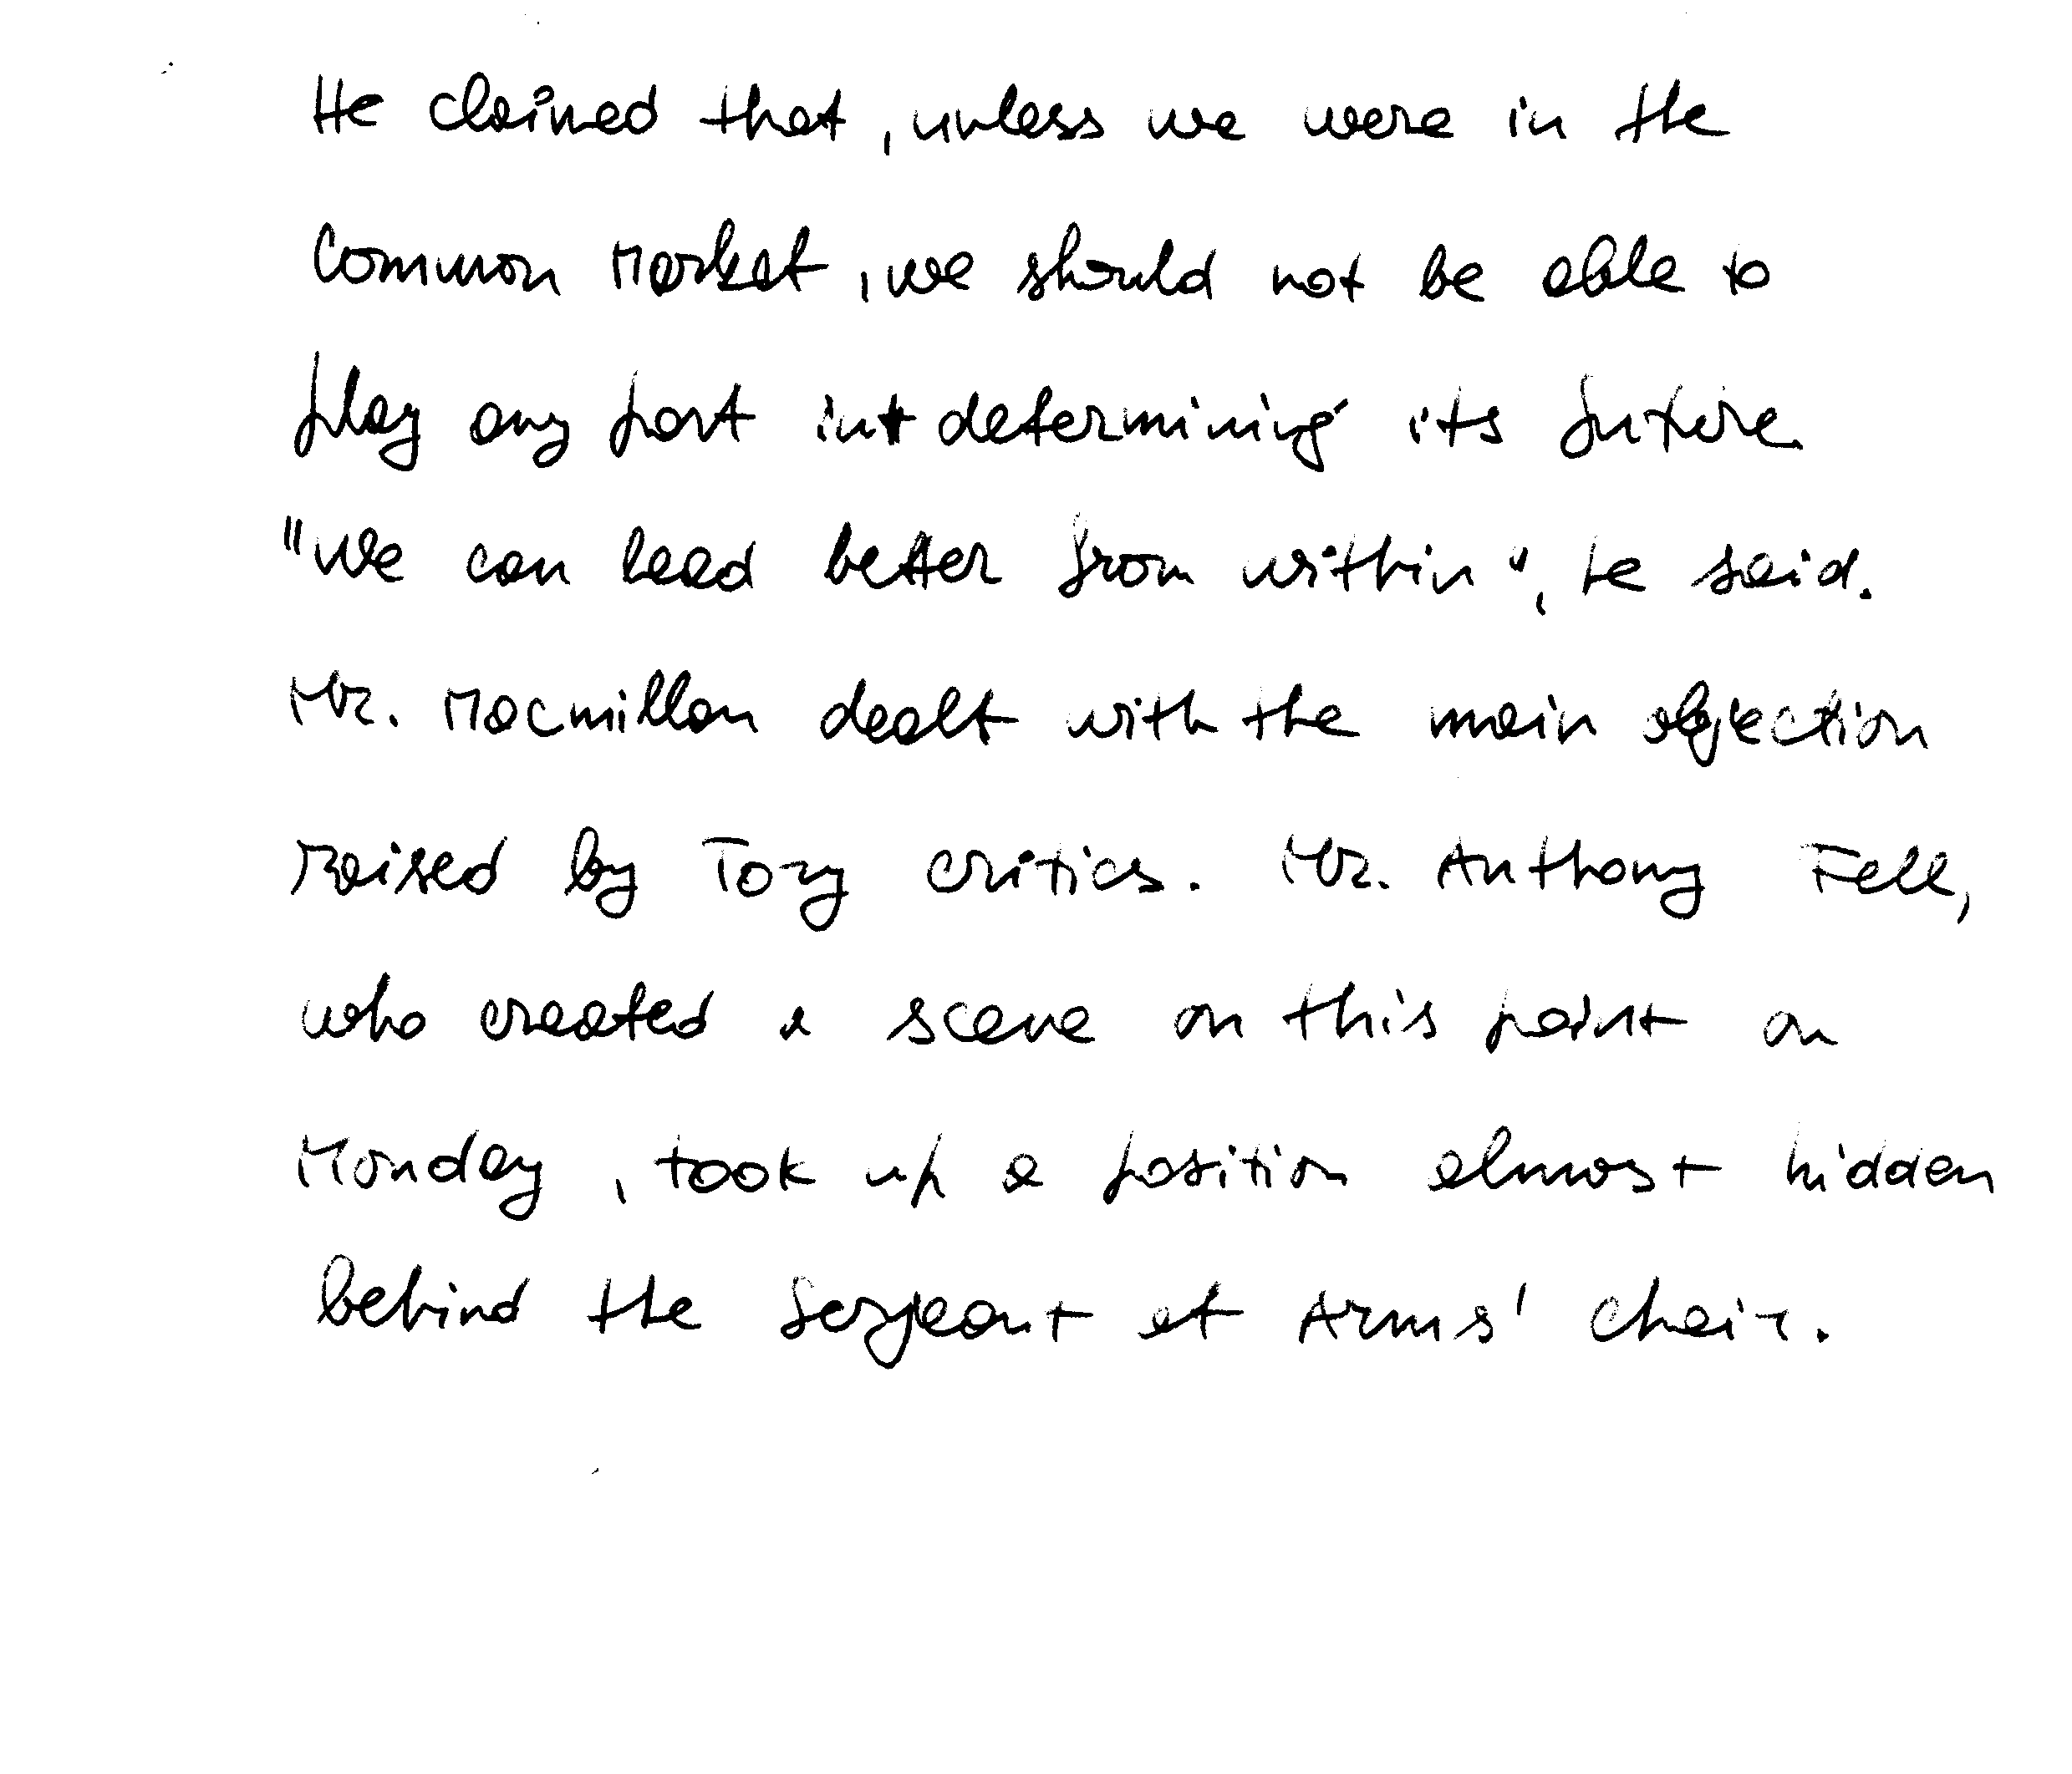 He claimed that, unless we were in the
Common Market, we should not be able to
play any part int determining its future.
"We can lead better from within", he said.
Mr. Macmillan dealt with the main objection
raised by Tory critics. Mr. Anthony Fell,
who created a scene on this point on
Monday, took up a position almost hidden
behind the Serjeant at Arms' chair.